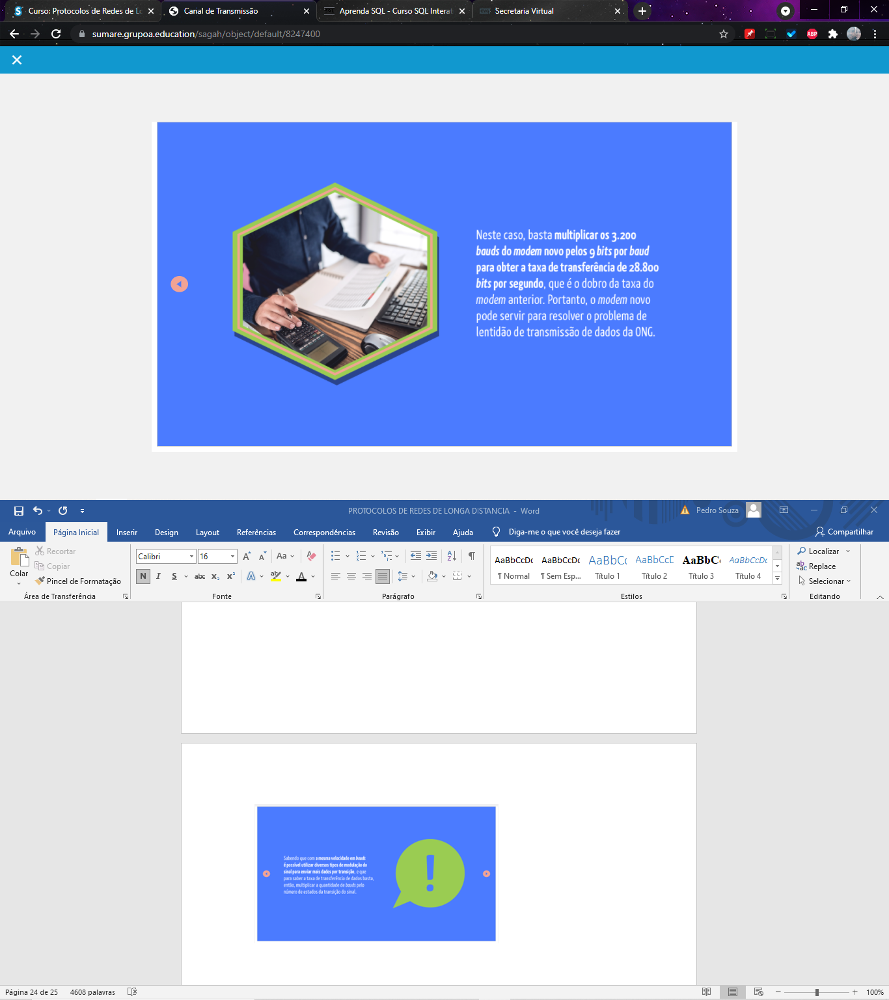 Curso: Protocolos de Redes de Lo
Canal de Transmissão
Aprenda SQL - Curso SQL Interat
Secretaria Virtual
sumare.grupoa.education/sagah/object/default/8247400
ABP
Neste caso, basta multiplicar os 3.200
bauds do modem novo pelos 9 bits por baud
para obter a taxa de transferência de 28.800
bits por segundo, que é o dobro da taxa do
modem anterior. Portanto, o modem novo
pode servir para resolver o problema de
lentidão de transmissão de dados da ONG.
PROTOCOLOS DE REDES DE LONGA DISTANCIA - Word
Pedro Souza
Arquivo Página Inicial Inserir Design Layout Referências Correspondências Revisão Exibir Ajuda Diga-me o que você deseja fazer Compartilhar
Colar
Recortar
Copiar
Pincel de Formatação
Área de Transferência
Calibri 16
Aa
N I S abc x₂ x²
Fonte
Parágrafo
AaBbCcDc AaBbCcDc AaBbCc AaBbCcD AaBbCc AaBbCcDc
¶ Normal ¶ Sem Esp... Título 1 Título 2 Título 3 Título 4
Estilos
Localizar
Replace
Selecionar
Editando
Sabendo que com a mesma velocidade em bauds
é possível utilizar diversos tipos de modulação do
sinal para enviar mais dados por transição, e que
para saber a taxa de transferência de dados basta,
então, multiplicar a quantidade de bauds pelo
número de estados da transição do sinal.
!
Página 24 de 25 4608 palavras 100%